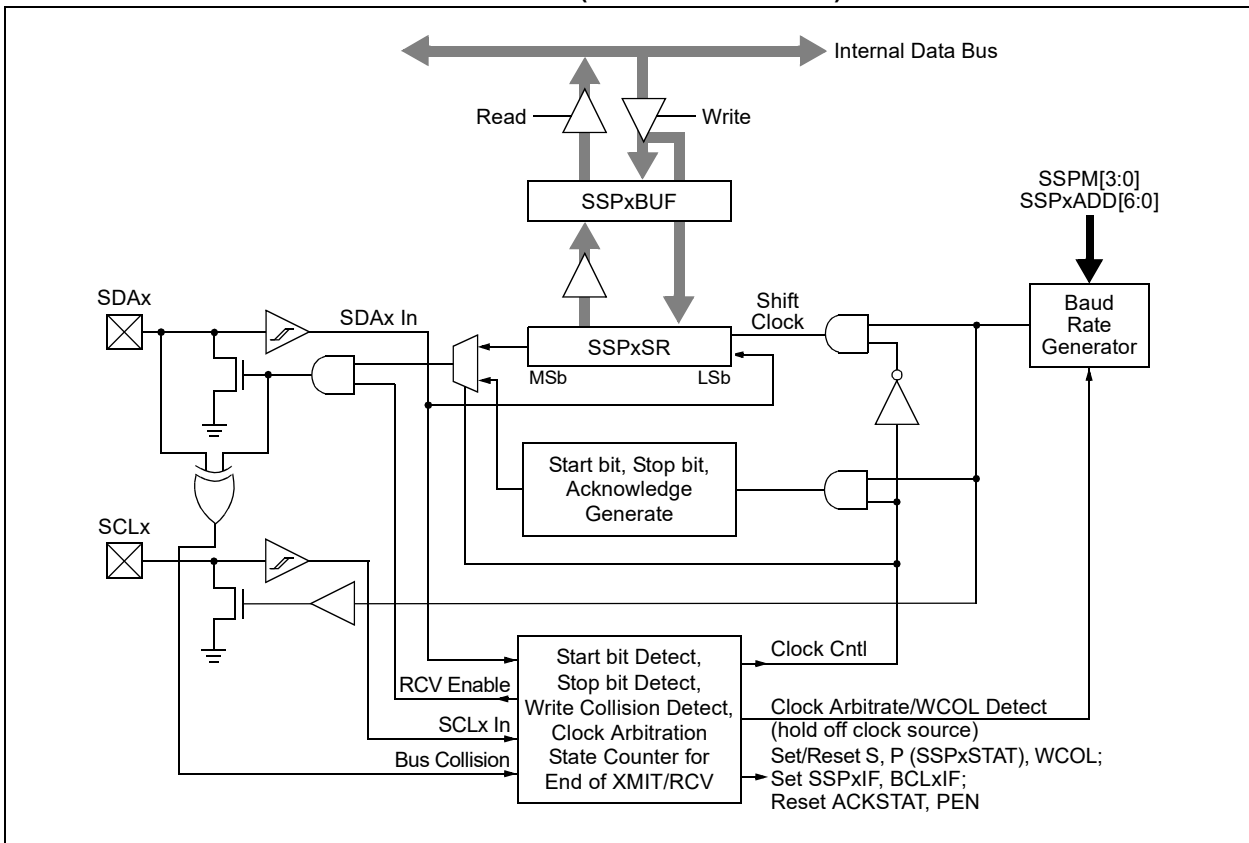 Internal Data Bus
Read
Write
SSPM[3:0]
SSPxADD[6:0]
SSPxBUF
SDAx
SDAx In
Shift
Clock
Baud
Rate
Generator
SSPxSR
MSb
LSb
Start bit, Stop bit,
Acknowledge
Generate
SCLx
Start bit Detect,
Stop bit Detect,
Write Collision Detect,
Clock Arbitration
State Counter for
End of XMIT/RCV
RCV Enable
SCLx In
Bus Collision
Clock Cntl
Clock Arbitrate/WCOL Detect
(hold off clock source)
Set/Reset S, P (SSPxSTAT), WCOL;
Set SSPxIF, BCLxIF;
Reset ACKSTAT, PEN